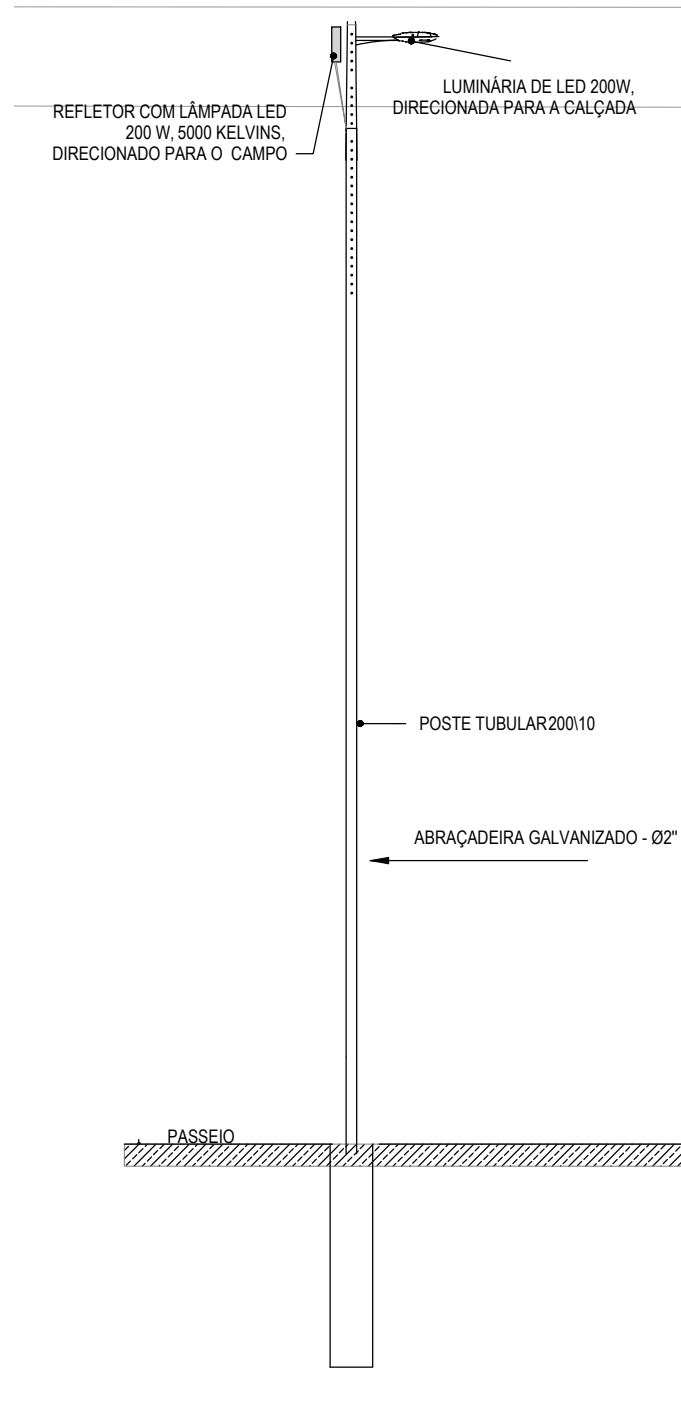 LUMINÁRIA DE LED 200W,
DIRECIONADA PARA A CALÇADA
REFLETOR COM LÂMPADA LED
200 W, 5000 KELVINS,
DIRECIONADO PARA O CAMPO
POSTE TUBULAR200\10
ABRAÇADEIRA GALVANIZADO - Ø2"
PASSEIO